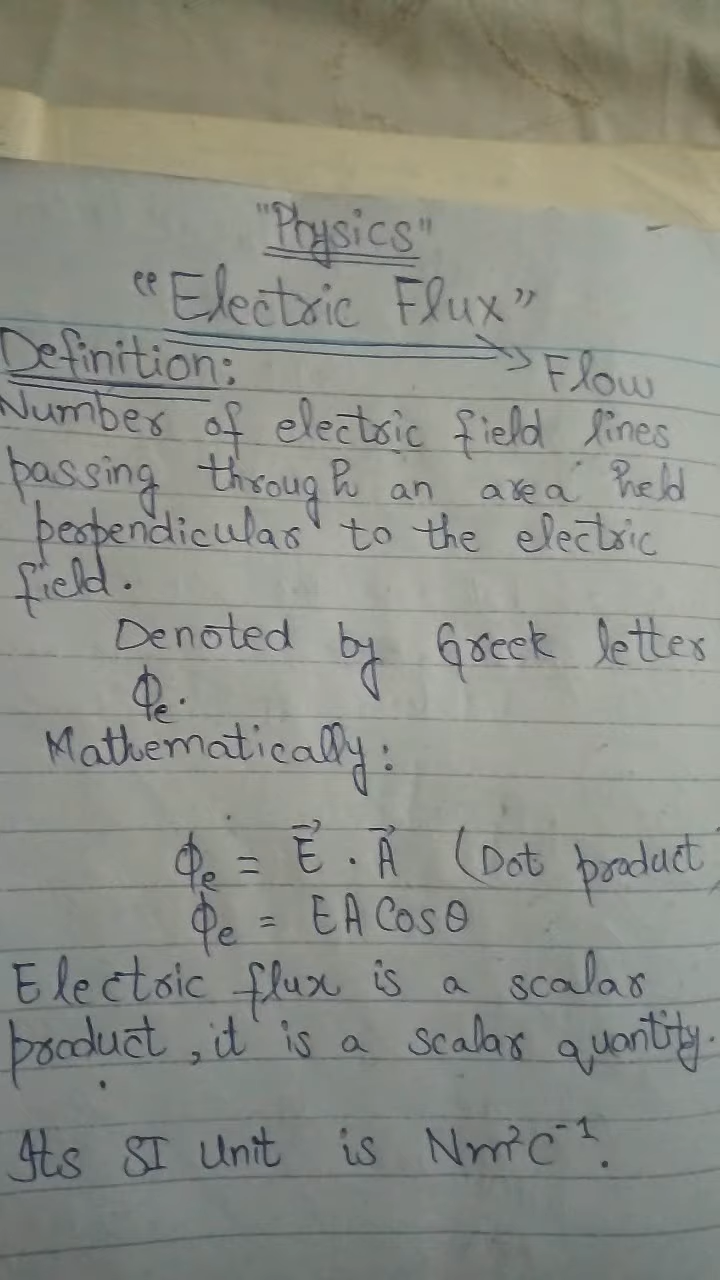 "Physics"
"Electric Flux"
Flow
Definition:
Number of electric field lines
passing through an area held
perpendicular to the electric
field.
Denoted by Greek letter
Φe.
Mathematically:
Φe = E⃗ . A⃗ (Dot product
Φe = EA Cosθ
Electric flux is a scalar
product, it is a scalar quantity.
Its SI Unit is Nm²C⁻¹.